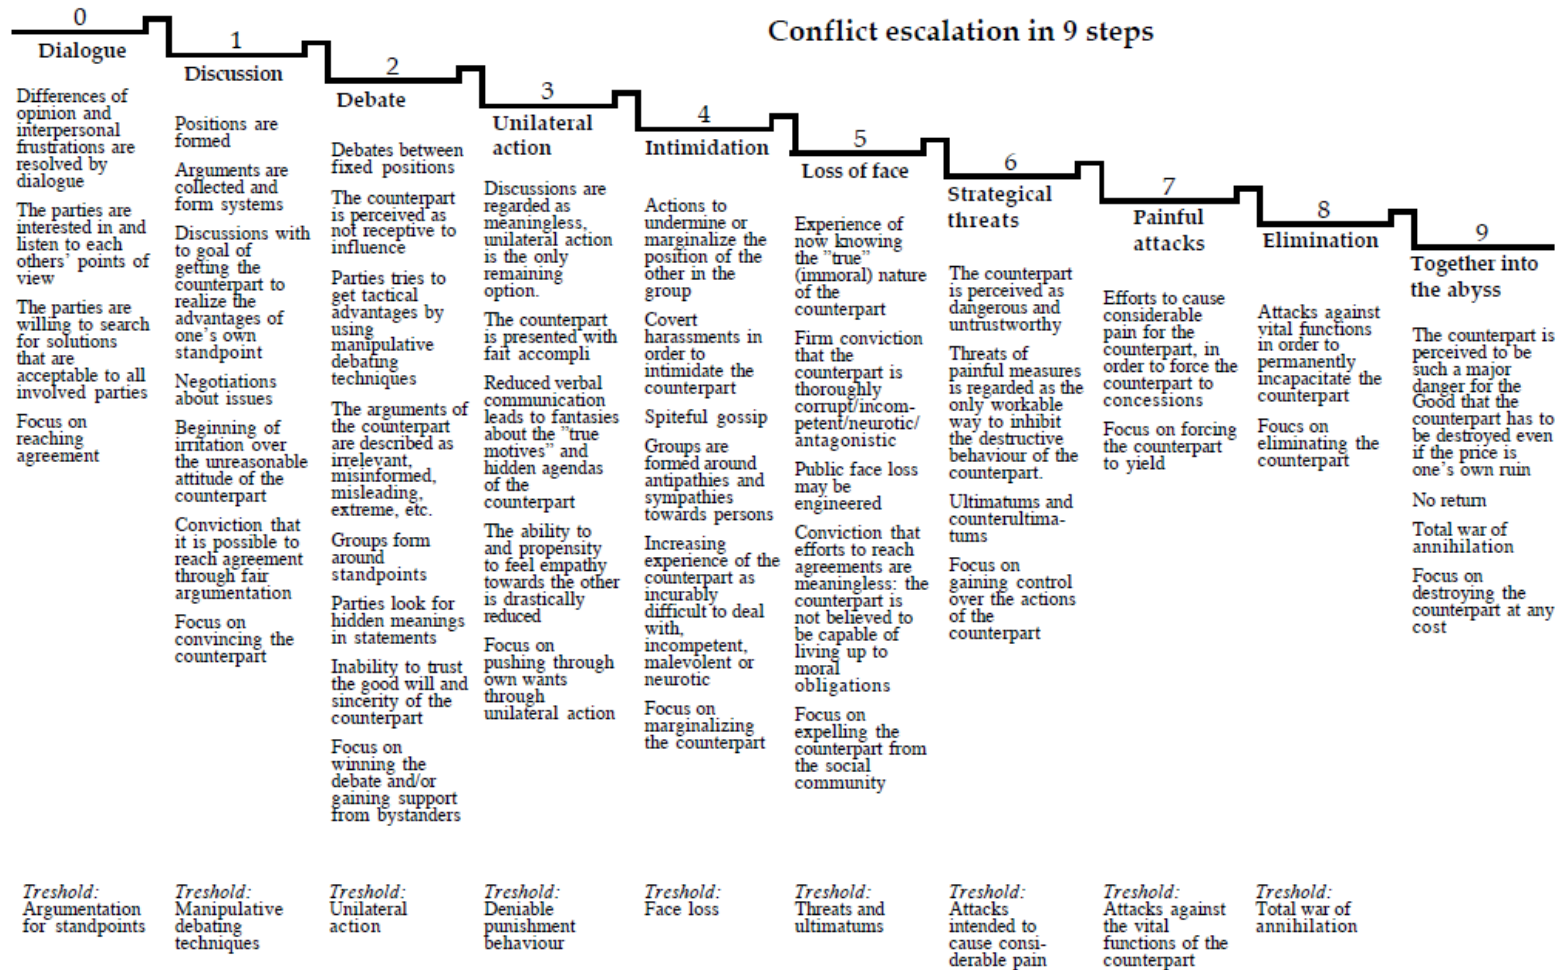 Conflict escalation in 9 steps
0
Dialogue
Differences of
opinion and
interpersonal
frustrations are
resolved by
dialogue
The parties are
interested in and
listen to each
others' points of
view
The parties are
willing to search
for solutions
that are
acceptable to all
involved parties
Focus on
reaching
agreement
Treshold:
Argumentation
for standpoints
1
Discussion
Positions are
formed
Arguments are
collected and
form systems
Discussions with
to goal of
getting the
counterpart to
realize the
advantages of
one's own
standpoint
Negotiations
about issues
Beginning of
irritation over
the unreasonable
attitude of the
counterpart
Conviction that
it is possible to
reach agreement
through fair
argumentation
Focus on
convincing the
counterpart
Treshold:
Manipulative
debating
techniques
2
Debate
Debates between
fixed positions
The counterpart
is perceived as
not receptive to
influence
Parties tries to
get tactical
advantages by
using
manipulative
debating
techniques
The arguments of
the counterpart
are described as
irrelevant,
misinformed,
misleading,
extreme, etc.
Groups form
around
standpoints
Parties look for
hidden meanings
in statements
Inability to trust
the good will and
sincerity of the
counterpart
Focus on
winning the
debate and/or
gaining support
from bystanders
Treshold:
Unilateral
action
3
Unilateral
action
Discussions are
regarded as
meaningless,
unilateral action
is the only
remaining
option.
The counterpart
is presented with
fait accompli
Reduced verbal
communication
leads to fantasies
about the "true
motives" and
hidden agendas
of the
counterpart
The ability to
and propensity
to feel empathy
towards the other
is drastically
reduced
Focus on
pushing through
own wants
through
unilateral action
Treshold:
Deniable
punishment
behaviour
4
Intimidation
Actions to
undermine or
marginalize the
position of the
other in the
group
Covert
harassments in
order to
intimidate the
counterpart
Spiteful gossip
Groups are
formed around
antipathies and
sympathies
towards persons
Increasing
experience of the
counterpart as
incurably
difficult to deal
with,
incompetent,
malevolent or
neurotic
Focus on
marginalizing
the counterpart
Treshold:
Face loss
5
Loss of face
Experience of
now knowing
the "true"
(immoral) nature
of the
counterpart
Firm conviction
that the
counterpart is
thoroughly
corrupt/incom-
petent/neurotic/
antagonistic
Public face loss
may be
engineered
Conviction that
efforts to reach
agreements are
meaningless: the
counterpart is
not believed to
be capable of
living up to
moral
obligations
Focus on
expelling the
counterpart from
the social
community
Treshold:
Threats and
ultimatums
6
Strategical
threats
The counterpart
is perceived as
dangerous and
untrustworthy
Threats of
painful measures
is regarded as the
only workable
way to inhibit
the destructive
behaviour of the
counterpart.
Ultimatums and
counterultima-
tums
Focus on
gaining control
over the actions
of the
counterpart
Treshold:
Attacks
intended to
cause consi-
derable pain
7
Painful
attacks
Efforts to cause
considerable
pain for the
counterpart, in
order to force the
counterpart to
concessions
Focus on forcing
the counterpart
to yield
Treshold:
Attacks against
the vital
functions of the
counterpart
8
Elimination
Attacks against
vital functions
in order to
permanently
incapacitate the
counterpart
Foucs on
eliminating the
counterpart
Treshold:
Total war of
annihilation
9
Together into
the abyss
The counterpart is
perceived to be
such a major
danger for the
Good that the
counterpart has to
be destroyed even
if the price is
one's own ruin
No return
Total war of
annihilation
Focus on
destroying the
counterpart at any
cost